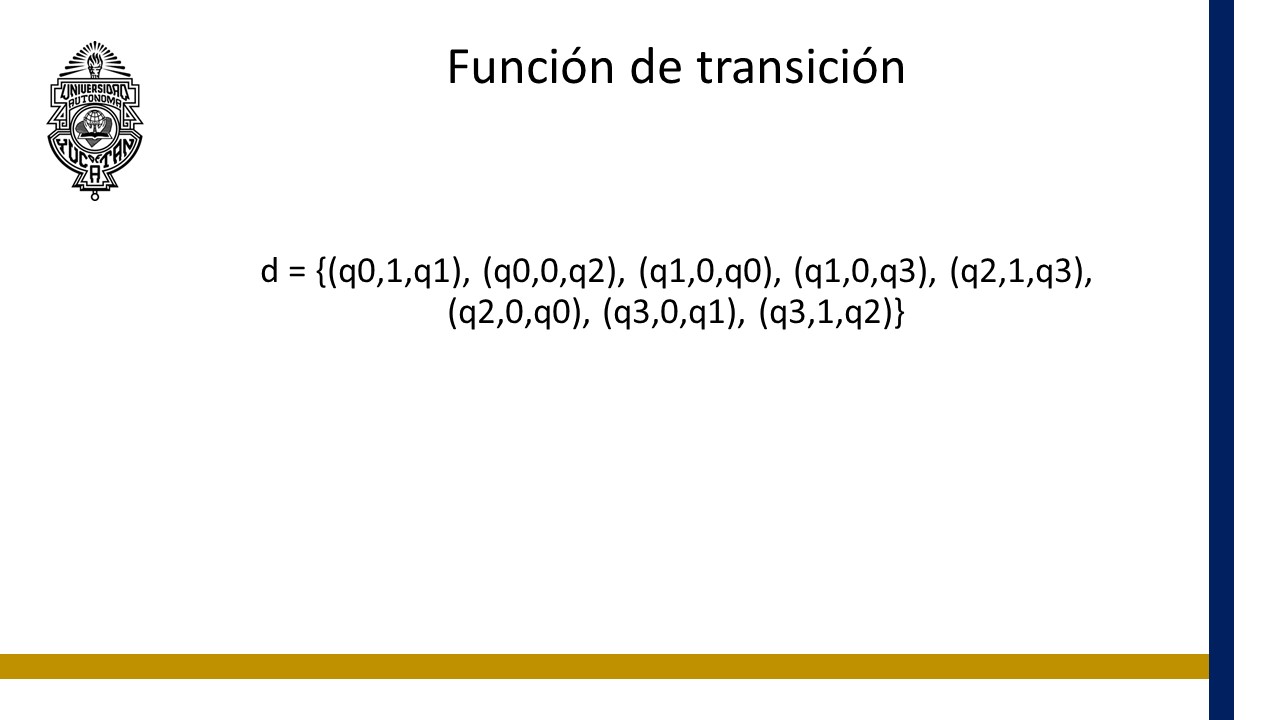 Función de transición
UNIVERSIDAD
AUTONOMA
YUCATAN
d = {(q0,1,q1), (q0,0,q2), (q1,0,q0), (q1,0,q3), (q2,1,q3),
(q2,0,q0), (q3,0,q1), (q3,1,q2)}